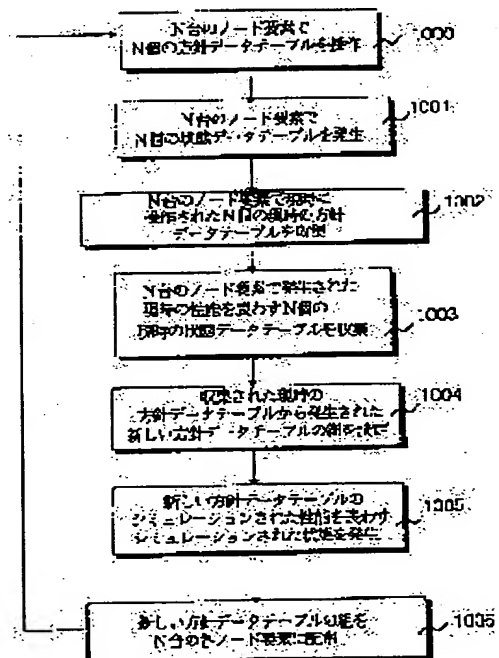 N台のノード要素で
N個の方針データテーブルを操作
1000
N台のノード要素で
N個の状態データテーブルを発生
1001
N台のノード要素で現時に
操作されたN個の現時の方針
データテーブルを収集
1002
N台のノード要素で発生された
現時の性能を表わすN個の
現時の状態データテーブルを収集
1003
収集された現時の
方針データテーブルから発生された
新しい方針データテーブルの組を
1004
新しい方針データテーブルの
シミュレーションされた性能を表わす
シミュレーションされた状態を発生
1005
新しい方針データテーブルの組を
N台の各ノード要素に配布
1006